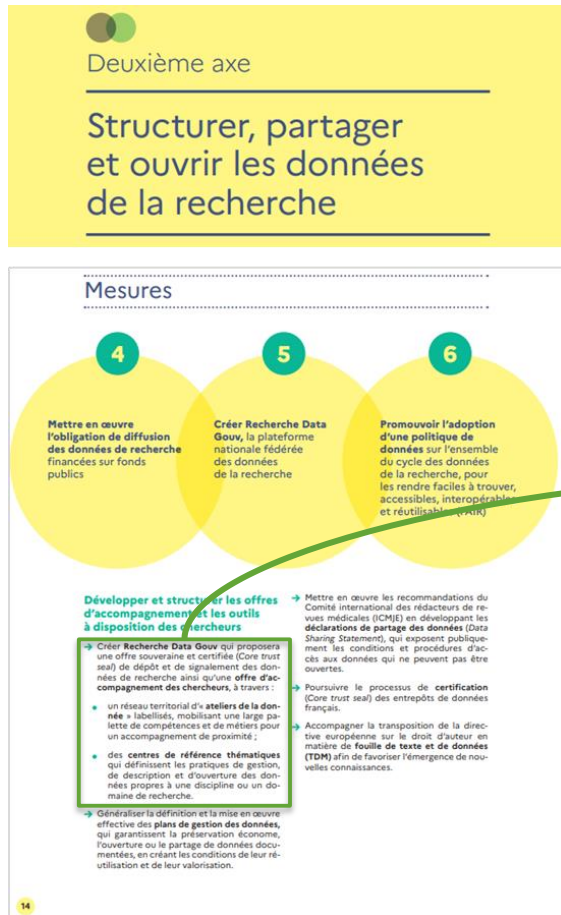 Deuxième axe
Structurer, partager
et ouvrir les données
de la recherche
Mesures
4
Mettre en œuvre
l'obligation de diffusion
des données de recherche
financées sur fonds
publics
5
Créer Recherche Data
Gouv, la plateforme
nationale fédérée
des données
de la recherche
6
Promouvoir l'adoption
d'une politique de
données sur l'ensemble
du cycle des données
de la recherche, pour
les rendre faciles à trouver,
accessibles, interopérables
et réutilisables (FAIR)
Développer et structurer les offres
d'accompagnement et les outils
à disposition des chercheurs
→ Créer Recherche Data Gouv qui proposera
une offre souveraine et certifiée (Core trust
seal) de dépôt et de signalement des don-
nées de recherche ainsi qu'une offre d'ac-
compagnement des chercheurs, à travers :
• un réseau territorial d'« ateliers de la don-
née » labellisés, mobilisant une large pa-
lette de compétences et de métiers pour
un accompagnement de proximité ;
• des centres de référence thématiques
qui définissent les pratiques de gestion,
de description et d'ouverture des don-
nées propres à une discipline ou un do-
maine de recherche.
→ Généraliser la définition et la mise en œuvre
effective des plans de gestion des données,
qui garantissent la préservation économe,
l'ouverture ou le partage de données docu-
mentées, en créant les conditions de leur ré-
utilisation et de leur valorisation.
→ Mettre en œuvre les recommandations du
Comité international des rédacteurs de re-
vues médicales (ICMJE) en développant les
déclarations de partage des données (Data
Sharing Statement), qui exposent publique-
ment les conditions et procédures d'ac-
cès aux données qui ne peuvent pas être
ouvertes.
→ Poursuivre le processus de certification
(Core trust seal) des entrepôts de données
français.
→ Accompagner la transposition de la direc-
tive européenne sur le droit d'auteur en
matière de fouille de texte et de données
(TDM) afin de favoriser l'émergence de nou-
velles connaissances.
14